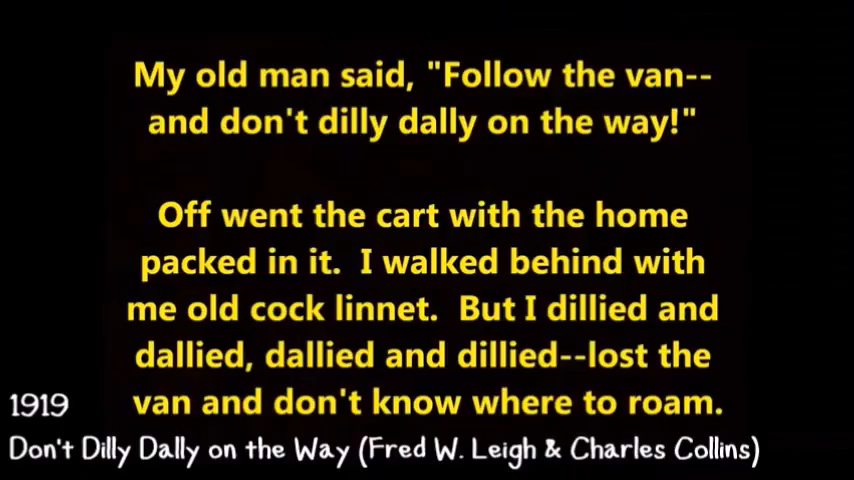 My old man said, "Follow the van--
and don't dilly dally on the way!"
Off went the cart with the home
packed in it.  I walked behind with
me old cock linnet.  But I dillied and
dallied, dallied and dillied--lost the
van and don't know where to roam.
1919
Don't Dilly Dally on the Way (Fred W. Leigh & Charles Collins)